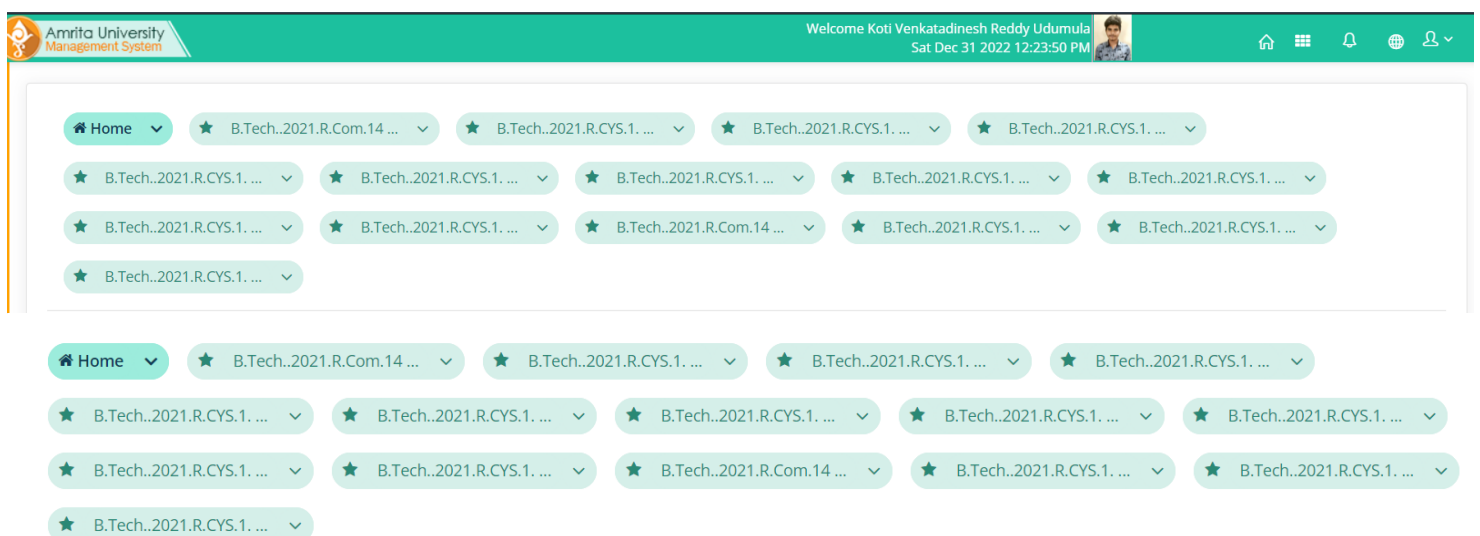 Amrita University Welcome Koti Venkatadinesh Reddy Udumula
Management System Sat Dec 31 2022 12:23:50 PM
Home B.Tech..2021.R.Com.14 ... B.Tech..2021.R.CYS.1. ... B.Tech..2021.R.CYS.1. ... B.Tech..2021.R.CYS.1. ...
B.Tech..2021.R.CYS.1. ... B.Tech..2021.R.CYS.1. ... B.Tech..2021.R.CYS.1. ... B.Tech..2021.R.CYS.1. ... B.Tech..2021.R.CYS.1. ...
B.Tech..2021.R.CYS.1. ... B.Tech..2021.R.CYS.1. ... B.Tech..2021.R.Com.14 ... B.Tech..2021.R.CYS.1. ... B.Tech..2021.R.CYS.1. ...
B.Tech..2021.R.CYS.1. ...
Home B.Tech..2021.R.Com.14 ... B.Tech..2021.R.CYS.1. ... B.Tech..2021.R.CYS.1. ... B.Tech..2021.R.CYS.1. ...
B.Tech..2021.R.CYS.1. ... B.Tech..2021.R.CYS.1. ... B.Tech..2021.R.CYS.1. ... B.Tech..2021.R.CYS.1. ... B.Tech..2021.R.CYS.1. ...
B.Tech..2021.R.CYS.1. ... B.Tech..2021.R.CYS.1. ... B.Tech..2021.R.Com.14 ... B.Tech..2021.R.CYS.1. ... B.Tech..2021.R.CYS.1. ...
B.Tech..2021.R.CYS.1. ...